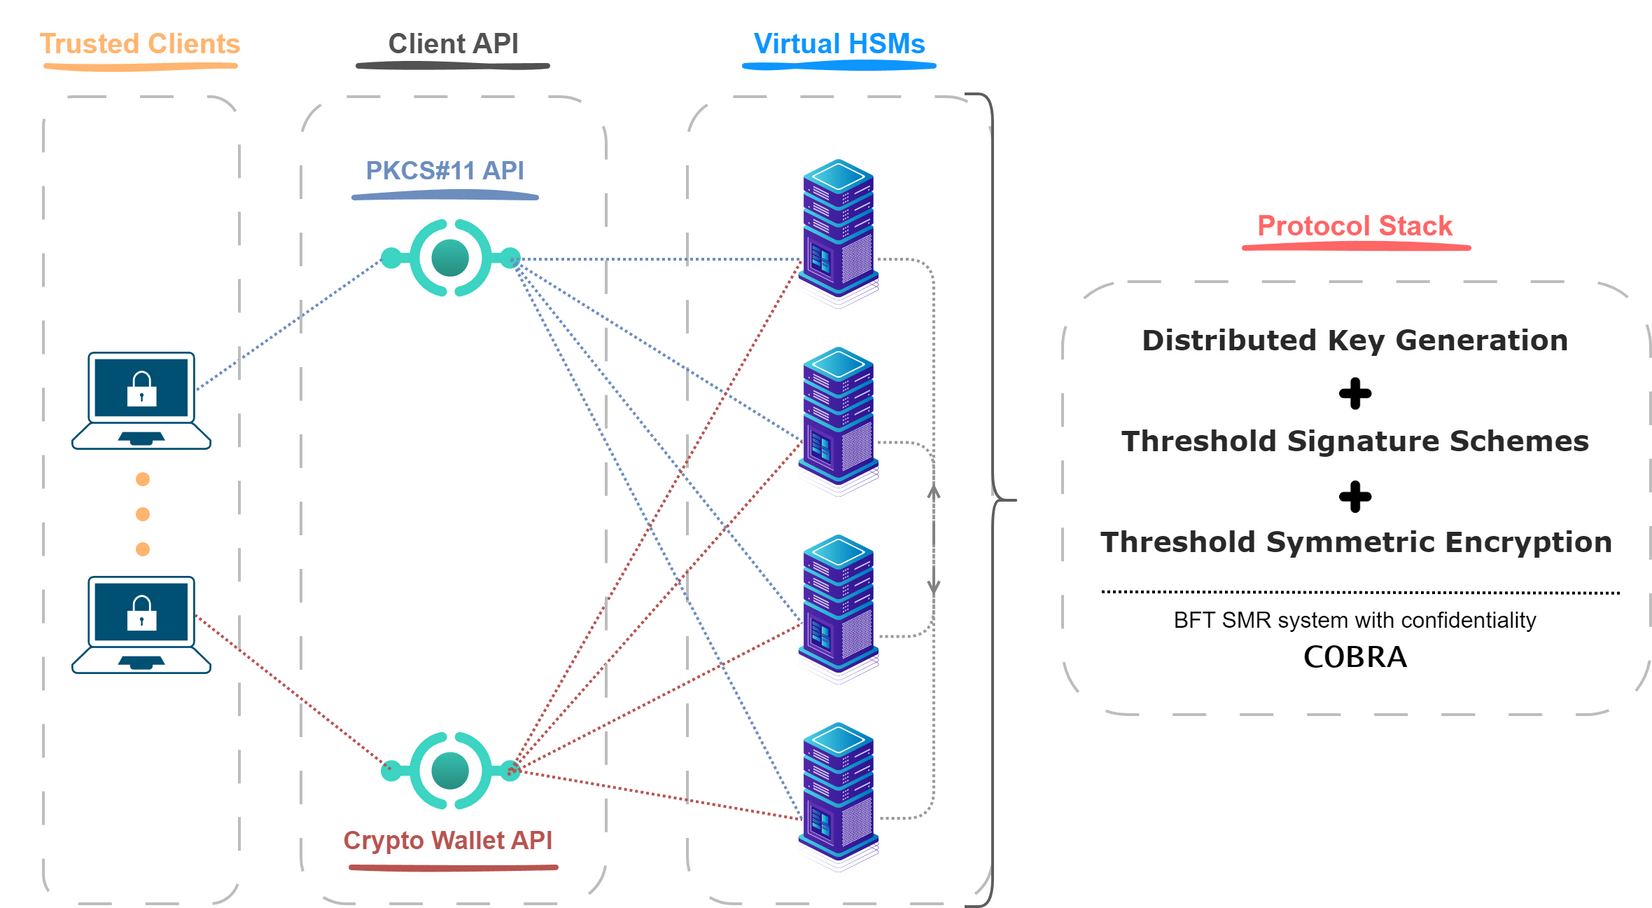 Trusted Clients
Client API
Virtual HSMs
PKCS#11 API
Crypto Wallet API
Protocol Stack
Distributed Key Generation
+
Threshold Signature Schemes
+
Threshold Symmetric Encryption
BFT SMR system with confidentiality
COBRA